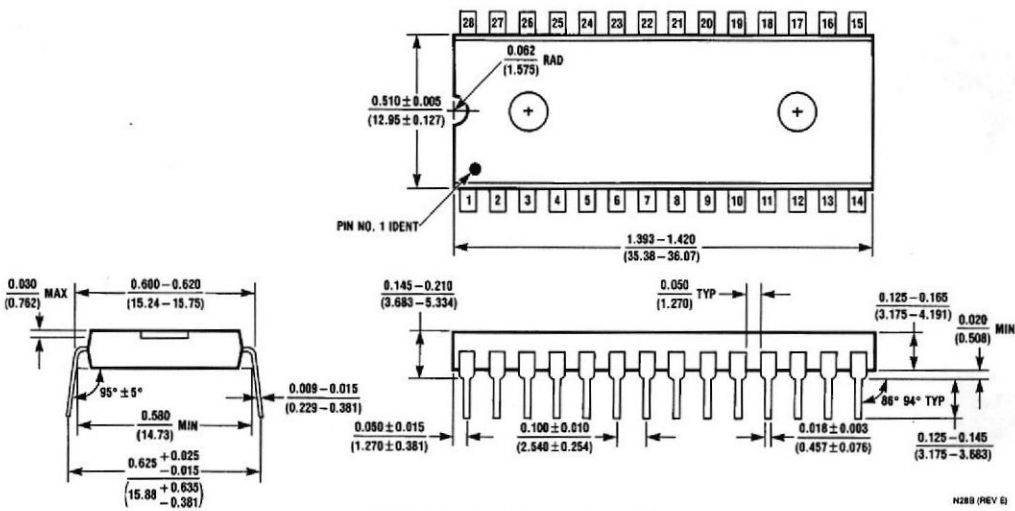 28 27 26 25 24 23 22 21 20 19 18 17 16 15
0.062
(1.575) RAD
0.510 ± 0.005
(12.95 ± 0.127)
PIN NO. 1 IDENT
1 2 3 4 5 6 7 8 9 10 11 12 13 14
1.393 – 1.420
(35.38 – 36.07)
0.030
(0.762) MAX
0.600 – 0.620
(15.24 – 15.75)
95° ± 5°
0.580
(14.73) MIN
0.625 +0.025
−0.015
(15.88 +0.635
−0.381)
0.009 – 0.015
(0.229 – 0.381)
0.145 – 0.210
(3.683 – 5.334)
0.050
(1.270) TYP
0.125 – 0.165
(3.175 – 4.191)
0.020
(0.508) MIN
86° 94° TYP
0.050 ± 0.015
(1.270 ± 0.381)
0.100 ± 0.010
(2.540 ± 0.254)
0.018 ± 0.003
(0.457 ± 0.076)
0.125 – 0.145
(3.175 – 3.683)
N28B (REV E)